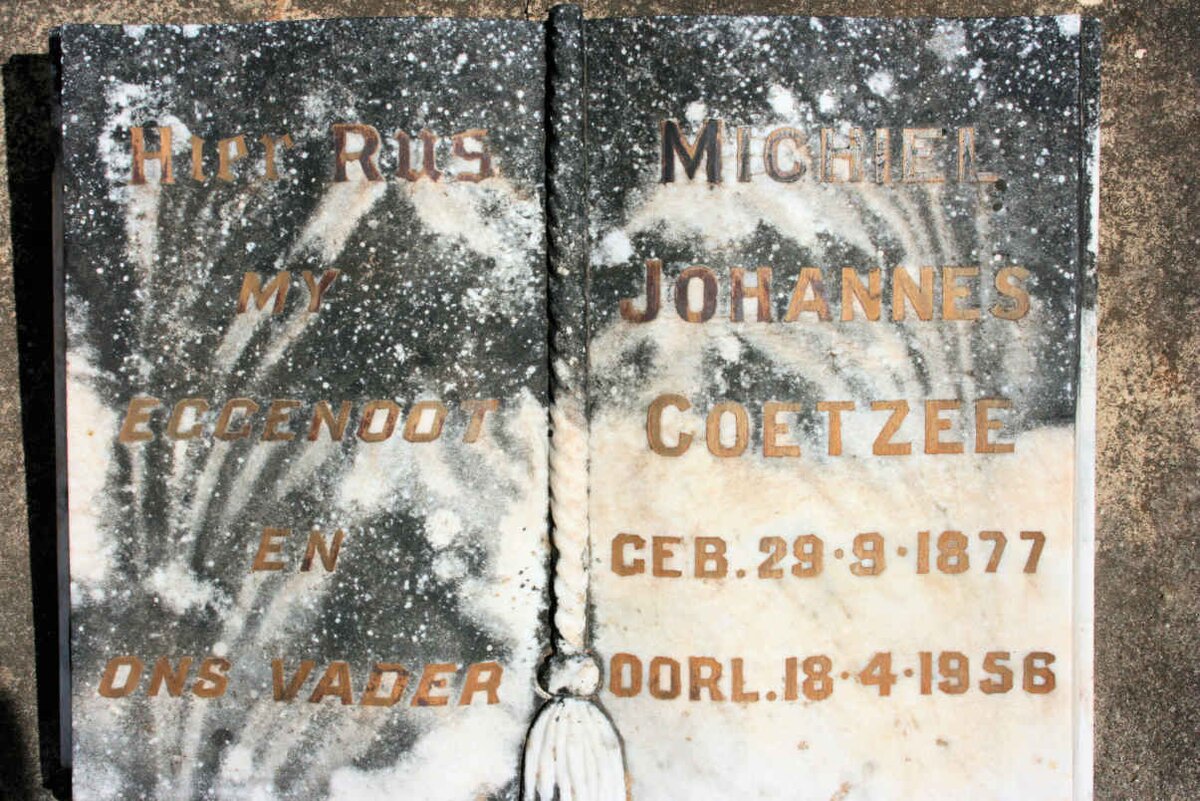 Hier Rus
MY
EGGENOOT
EN
ONS VADER
MICHIEL
JOHANNES
COETZEE
GEB. 29·9·1877
OORL. 18·4·1956